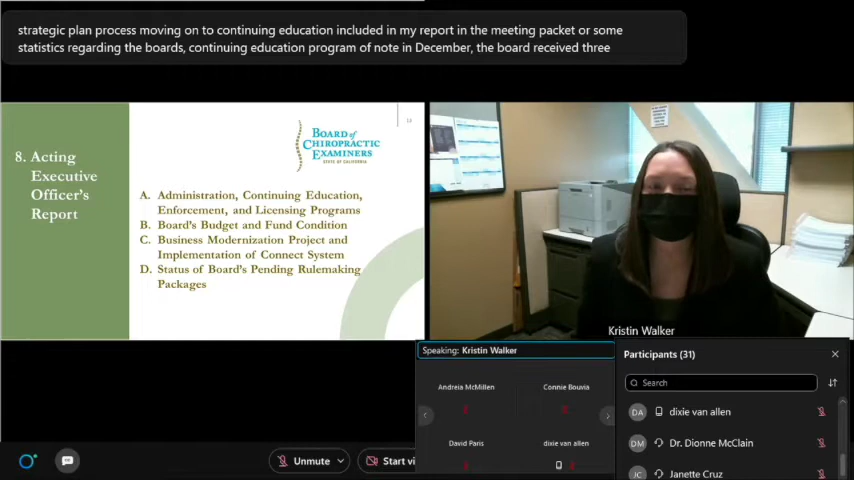 strategic plan process moving on to continuing education included in my report in the meeting packet or some
statistics regarding the boards, continuing education program of note in December, the board received three
8. Acting
Executive
Officer's
Report
BOARD of
CHIROPRACTIC
EXAMINERS
STATE OF CALIFORNIA
A. Administration, Continuing Education,
Enforcement, and Licensing Programs
B. Board's Budget and Fund Condition
C. Business Modernization Project and
Implementation of Connect System
D. Status of Board's Pending Rulemaking
Packages
Kristin Walker
Speaking: Kristin Walker
Andreia McMillen
Connie Bouvia
David Paris
dixie van allen
Participants (31)
Search
DA dixie van allen
DM Dr. Dionne McClain
JC Janette Cruz
Unmute
Start vi